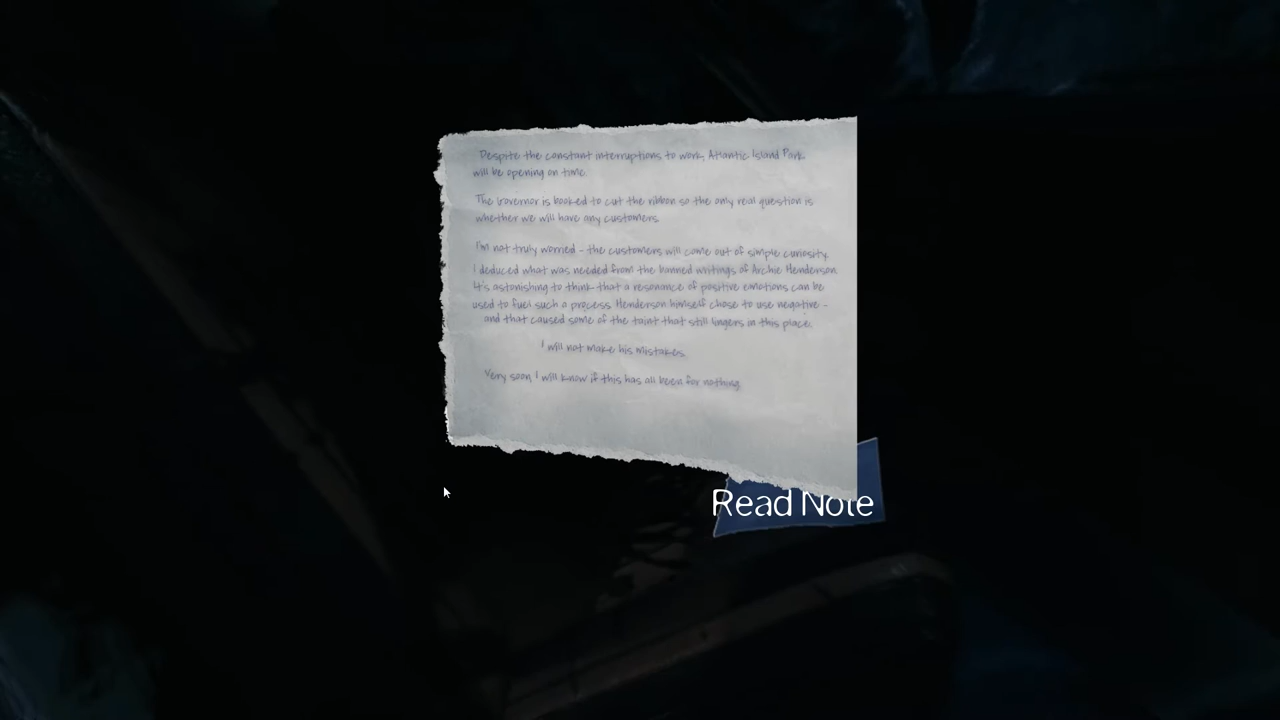 Despite the constant interruptions to work, Atlantic Island Park
will be opening on time.
The Governor is booked to cut the ribbon so the only real question is
whether we will have any customers.
I'm not truly worried - the customers will come out of simple curiosity.
I deduced what was needed from the banned writings of Archie Henderson.
It's astonishing to think that a resonance of positive emotions can be
used to fuel such a process. Henderson himself chose to use negative -
and that caused some of the taint that still lingers in this place.
I will not make his mistakes.
Very soon, I will know if this has all been for nothing.
Read Note